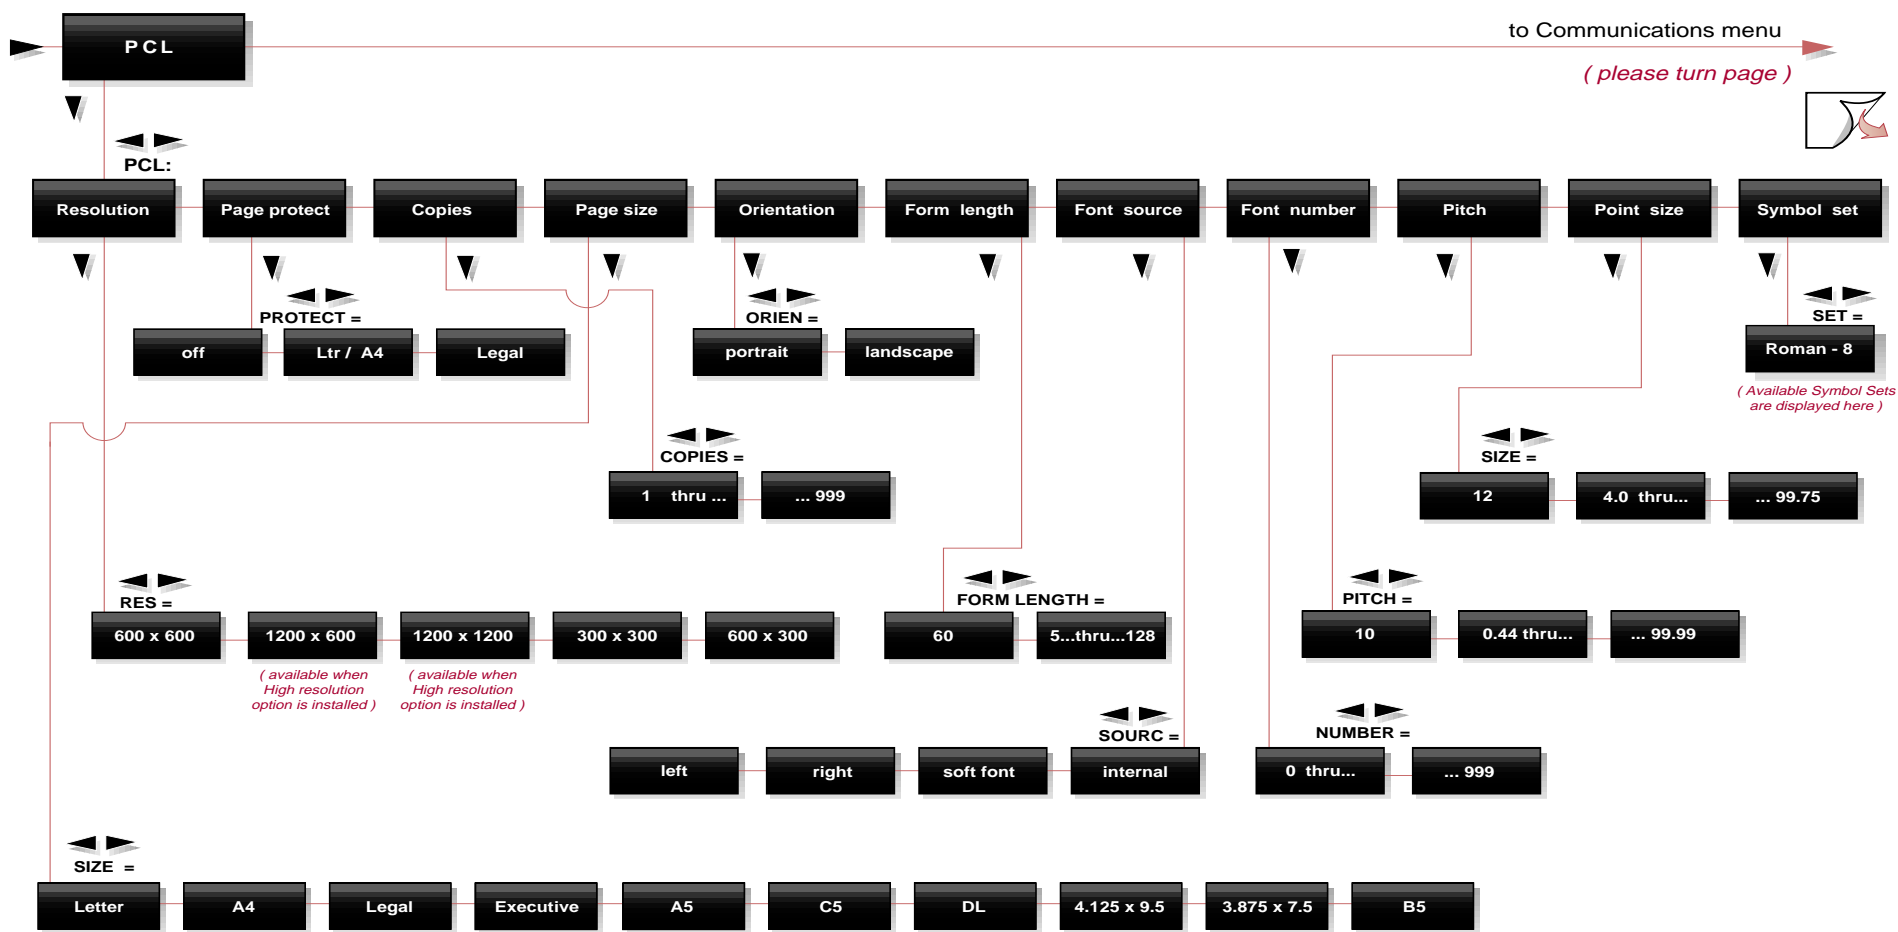 PCL
to Communications menu
( please turn page )
PCL:
Resolution
Page protect
Copies
Page size
Orientation
Form length
Font source
Font number
Pitch
Point size
Symbol set
PROTECT =
off
Ltr / A4
Legal
ORIEN =
portrait
landscape
SET =
Roman - 8
( Available Symbol Sets
are displayed here )
COPIES =
1 thru ...
... 999
SIZE =
12
4.0 thru...
... 99.75
RES =
600 x 600
1200 x 600
1200 x 1200
300 x 300
600 x 300
( available when
High resolution
option is installed )
( available when
High resolution
option is installed )
FORM LENGTH =
60
5...thru...128
PITCH =
10
0.44 thru...
... 99.99
SOURC =
left
right
soft font
internal
NUMBER =
0 thru...
... 999
SIZE =
Letter
A4
Legal
Executive
A5
C5
DL
4.125 x 9.5
3.875 x 7.5
B5